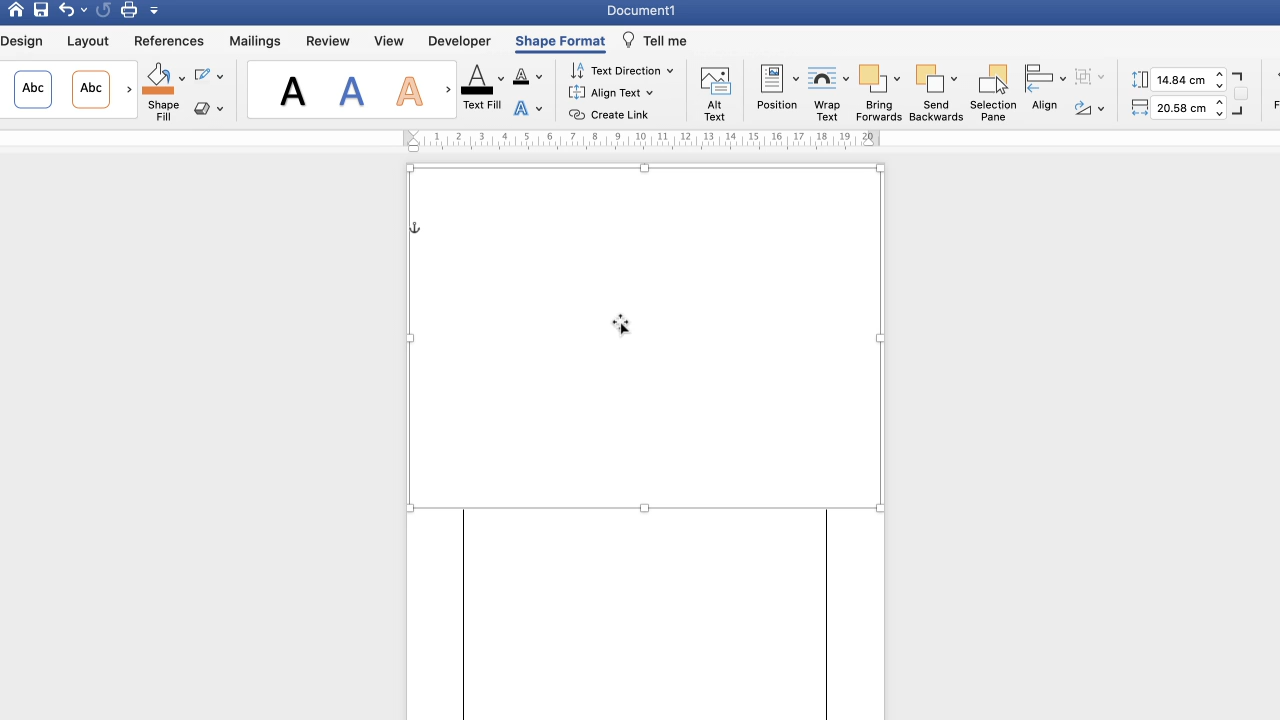 Document1
Design Layout References Mailings Review View Developer Shape Format Tell me
Abc Abc Shape Fill A A A A Text Fill A A
Text Direction
Align Text
Create Link
Alt Text
Position
Wrap Text
Bring Forwards
Send Backwards
Selection Pane
Align
14.84 cm
20.58 cm
F
1 2 3 4 5 6 7 8 9 10 11 12 13 14 15 16 17 18 19 20